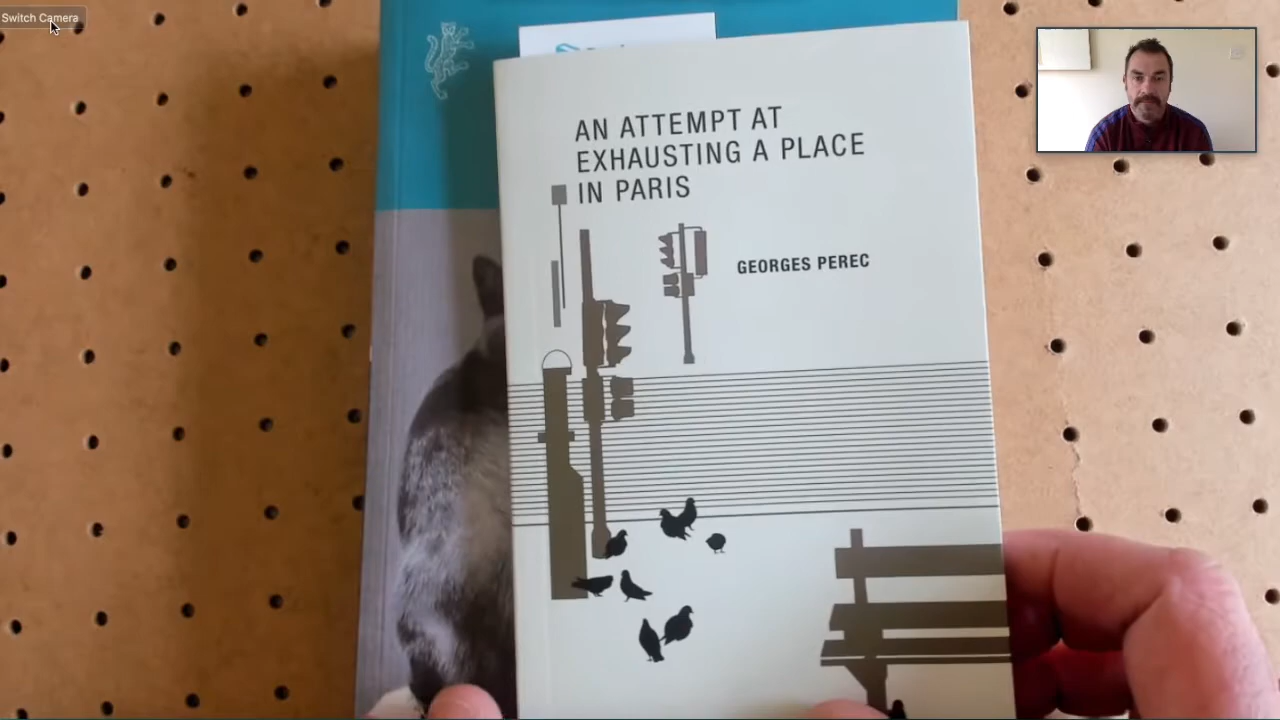 Switch Camera
AN ATTEMPT AT
EXHAUSTING A PLACE
IN PARIS
GEORGES PEREC